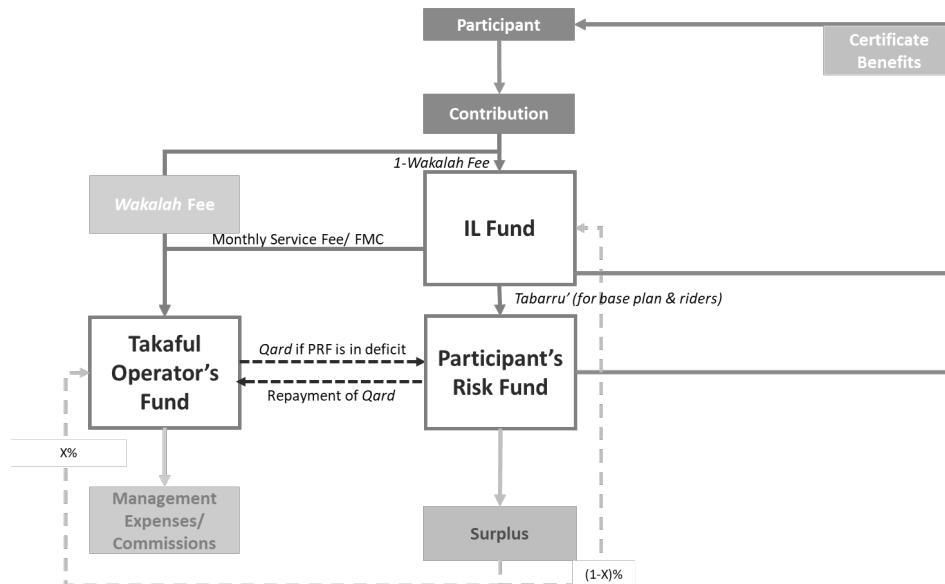 Participant
Certificate
Benefits
Contribution
1-Wakalah Fee
Wakalah Fee
IL Fund
Monthly Service Fee/ FMC
Tabarru’ (for base plan & riders)
Takaful
Operator’s
Fund
Qard if PRF is in deficit
Repayment of Qard
Participant’s
Risk Fund
X%
Management
Expenses/
Commissions
Surplus
(1-X)%